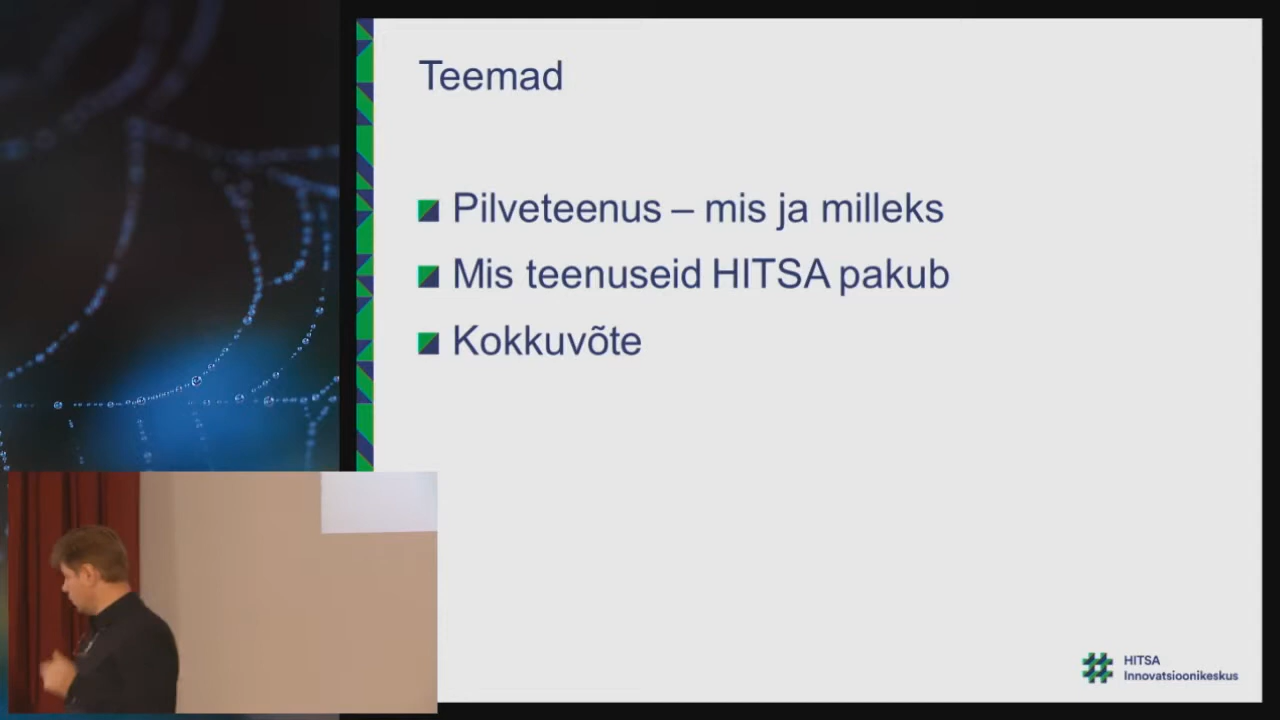 Teemad
Pilveteenus – mis ja milleks
Mis teenuseid HITSA pakub
Kokkuvõte
HITSA
Innovatsioonikeskus